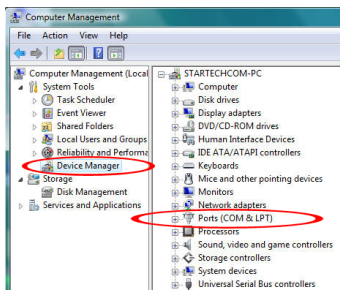 Computer Management
File Action View Help
Computer Management (Local
System Tools
Task Scheduler
Event Viewer
Shared Folders
Local Users and Groups
Reliability and Performa
Device Manager
Storage
Disk Management
Services and Applications
STARTECHCOM-PC
Computer
Disk drives
Display adapters
DVD/CD-ROM drives
Human Interface Devices
IDE ATA/ATAPI controllers
Keyboards
Mice and other pointing devices
Monitors
Network adapters
Ports (COM & LPT)
Processors
Sound, video and game controllers
Storage controllers
System devices
Universal Serial Bus controllers